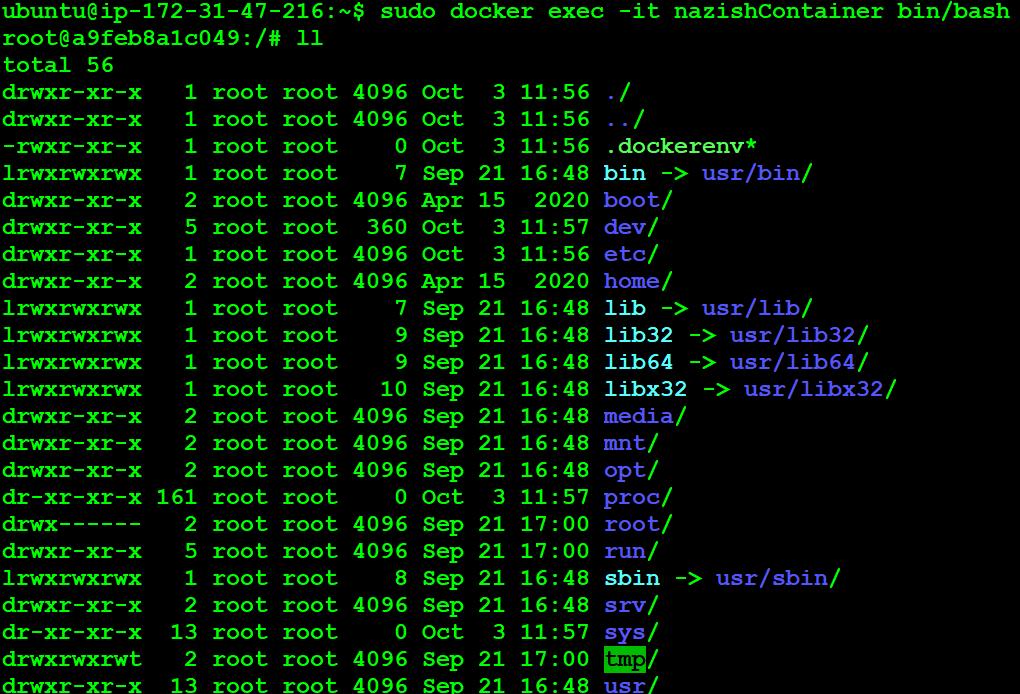 ubuntu@ip-172-31-47-216:~$ sudo docker exec -it nazishContainer bin/bash
root@a9feb8a1c049:/# ll
total 56
drwxr-xr-x   1 root root 4096 Oct  3 11:56 ./
drwxr-xr-x   1 root root 4096 Oct  3 11:56 ../
-rwxr-xr-x   1 root root    0 Oct  3 11:56 .dockerenv*
lrwxrwxrwx   1 root root    7 Sep 21 16:48 bin -> usr/bin/
drwxr-xr-x   2 root root 4096 Apr 15  2020 boot/
drwxr-xr-x   5 root root  360 Oct  3 11:57 dev/
drwxr-xr-x   1 root root 4096 Oct  3 11:56 etc/
drwxr-xr-x   2 root root 4096 Apr 15  2020 home/
lrwxrwxrwx   1 root root    7 Sep 21 16:48 lib -> usr/lib/
lrwxrwxrwx   1 root root    9 Sep 21 16:48 lib32 -> usr/lib32/
lrwxrwxrwx   1 root root    9 Sep 21 16:48 lib64 -> usr/lib64/
lrwxrwxrwx   1 root root   10 Sep 21 16:48 libx32 -> usr/libx32/
drwxr-xr-x   2 root root 4096 Sep 21 16:48 media/
drwxr-xr-x   2 root root 4096 Sep 21 16:48 mnt/
drwxr-xr-x   2 root root 4096 Sep 21 16:48 opt/
dr-xr-xr-x 161 root root    0 Oct  3 11:57 proc/
drwx------   2 root root 4096 Sep 21 17:00 root/
drwxr-xr-x   5 root root 4096 Sep 21 17:00 run/
lrwxrwxrwx   1 root root    8 Sep 21 16:48 sbin -> usr/sbin/
drwxr-xr-x   2 root root 4096 Sep 21 16:48 srv/
dr-xr-xr-x  13 root root    0 Oct  3 11:57 sys/
drwxrwxrwt   2 root root 4096 Sep 21 17:00 tmp/
drwxr-xr-x  13 root root 4096 Sep 21 16:48 usr/